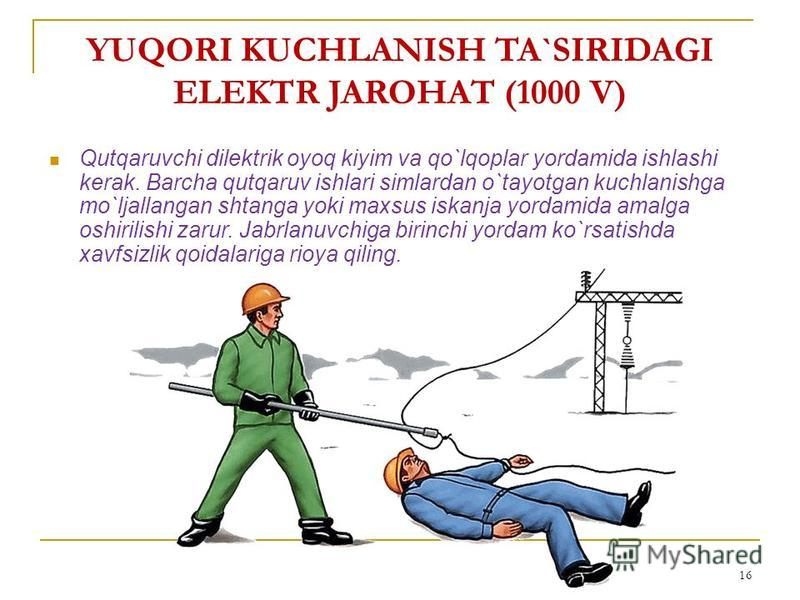 YUQORI KUCHLANISH TA`SIRIDAGI
ELEKTR JAROHAT (1000 V)
Qutqaruvchi dilektrik oyoq kiyim va qo`lqoplar yordamida ishlashi
kerak. Barcha qutqaruv ishlari simlardan o`tayotgan kuchlanishga
mo`ljallangan shtanga yoki maxsus iskanja yordamida amalga
oshirilishi zarur. Jabrlanuvchiga birinchi yordam ko`rsatishda
xavfsizlik qoidalariga rioya qiling.
MyShared
16